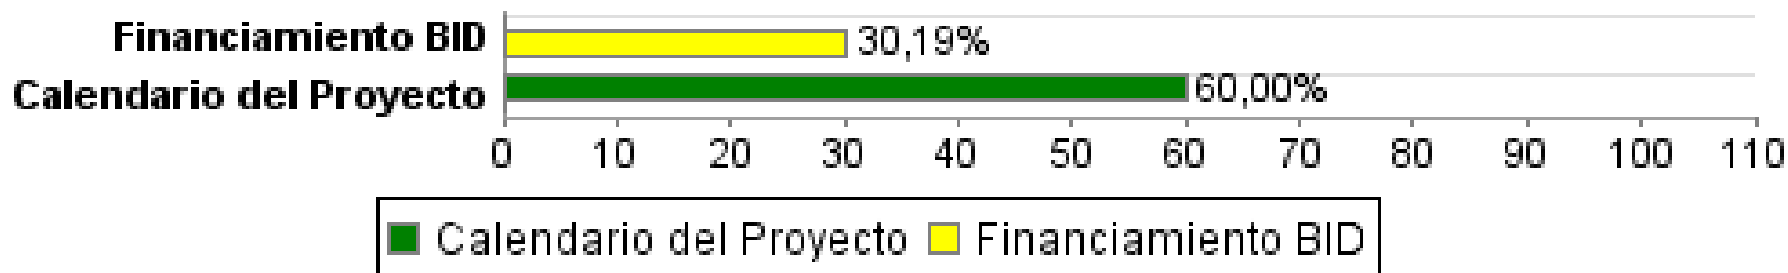 Financiamiento BID 30,19%
Calendario del Proyecto 60,00%
0 10 20 30 40 50 60 70 80 90 100 110
Calendario del Proyecto Financiamiento BID